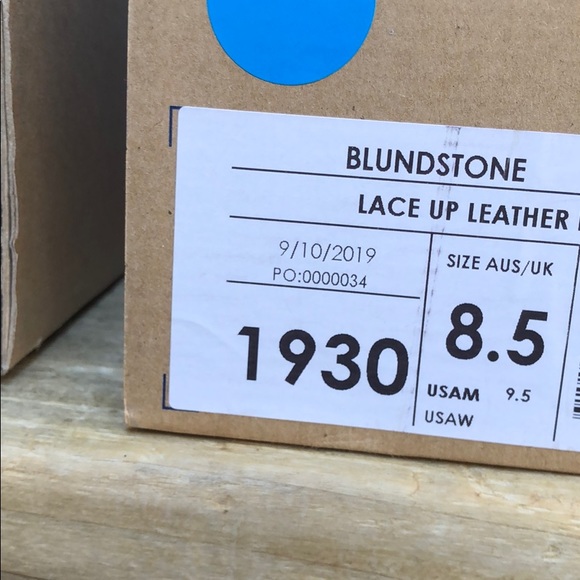 BLUNDSTONE
LACE UP LEATHER
9/10/2019
PO:0000034
1930
SIZE AUS/UK
8.5
USAM 9.5
USAW